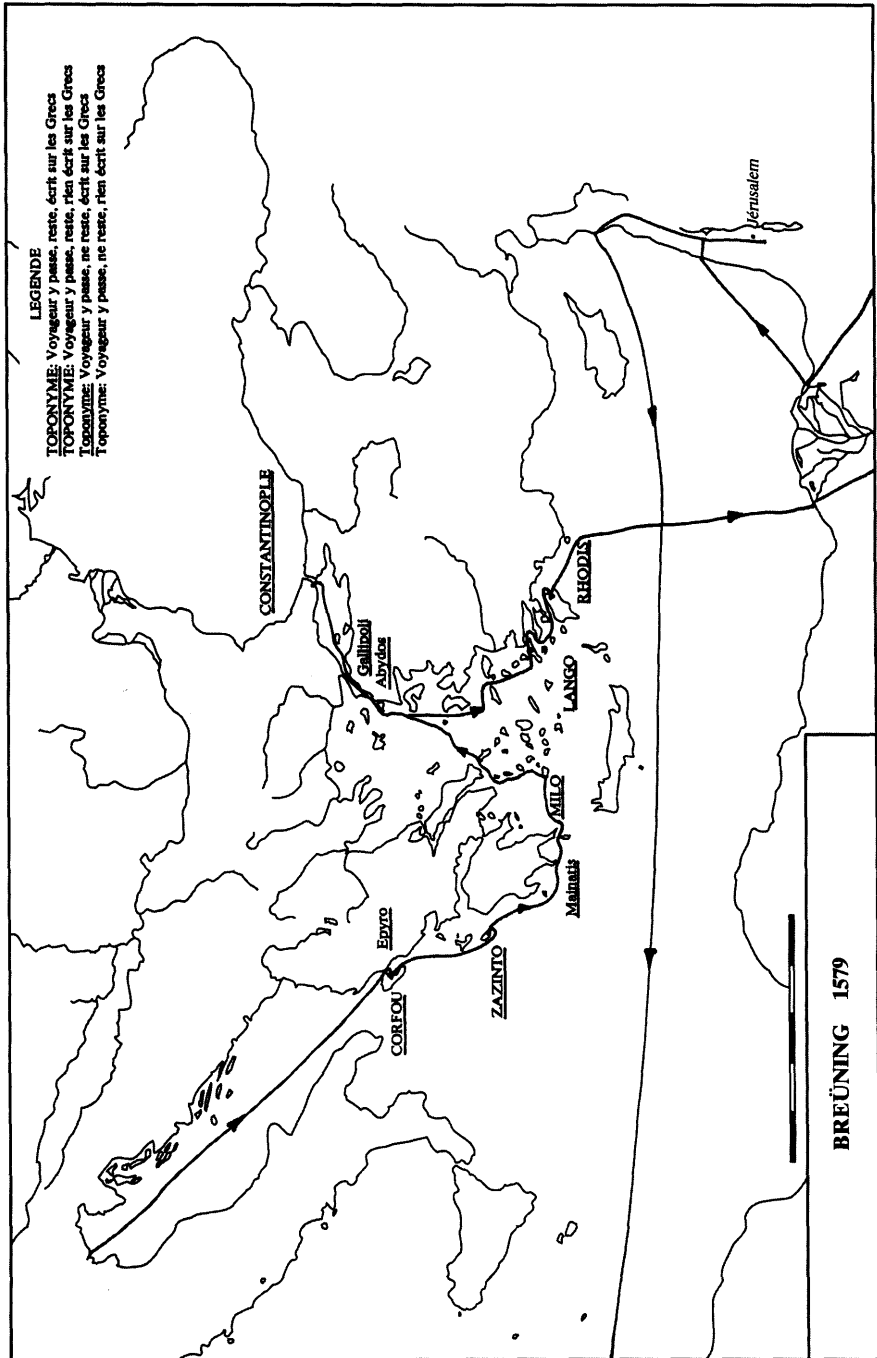 LEGENDE
TOPONYME: Voyageur y passe, reste, écrit sur les Grecs
TOPONYME: Voyageur y passe, reste, rien écrit sur les Grecs
Toponyme: Voyageur y passe, ne reste, écrit sur les Grecs
Toponyme: Voyageur y passe, ne reste, rien écrit sur les Grecs
CONSTANTINOPLE
Gallipoli
Abydos
Epyro
CORFOU
ZAZINTO
Mainatis
MILO
LANGO
RHODIS
Jérusalem
BREÜNING 1579